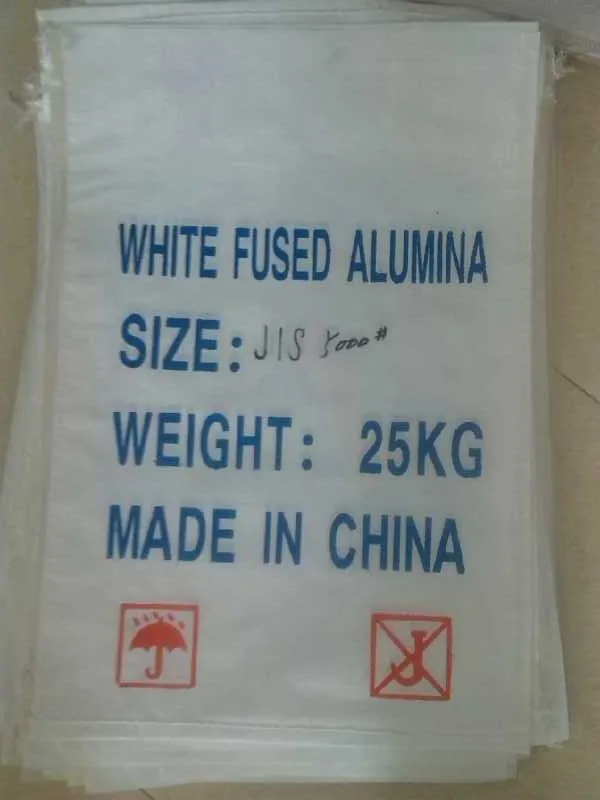 WHITE FUSED ALUMINA
SIZE: JIS 5000#
WEIGHT: 25KG
MADE IN CHINA